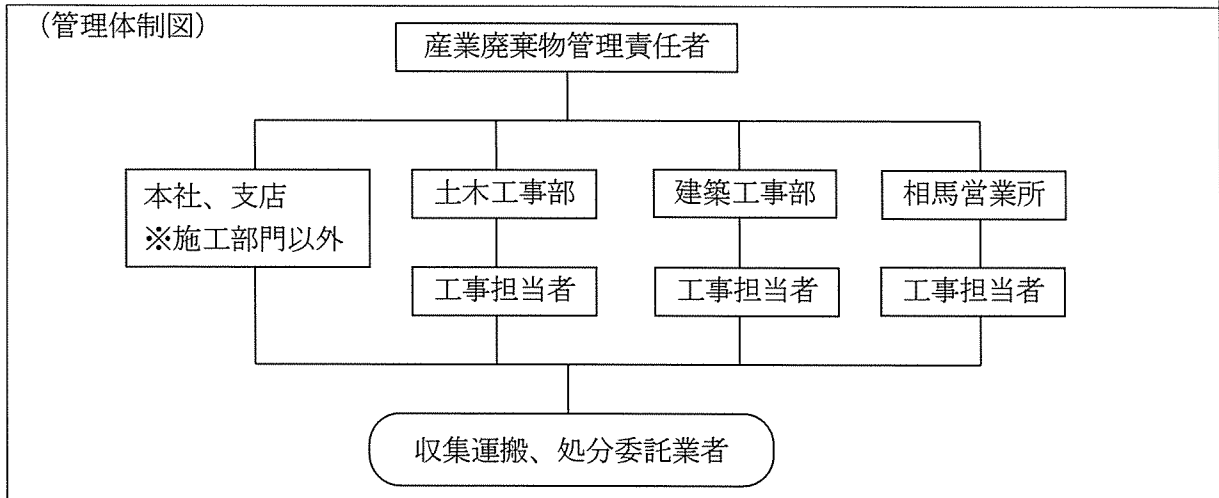 (管理体制図)
産業廃棄物管理責任者
本社、支店
※施工部門以外
土木工事部
建築工事部
相馬営業所
工事担当者
工事担当者
工事担当者
収集運搬、処分委託業者